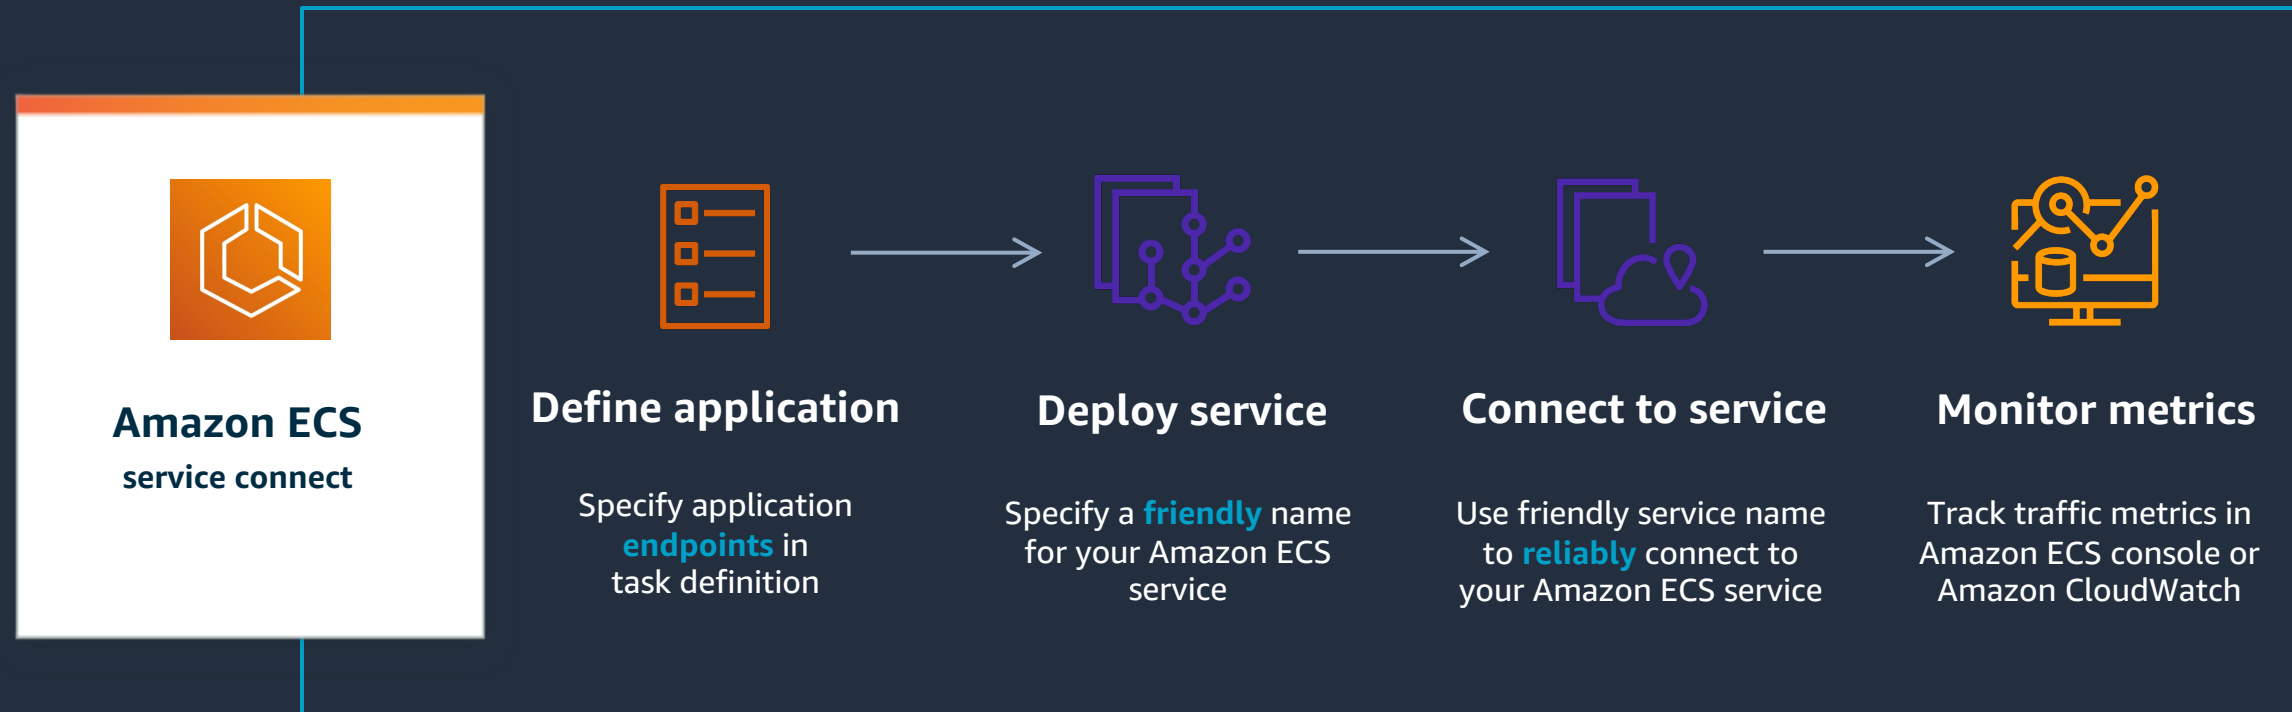 Amazon ECS
service connect
Define application
Specify application
endpoints in
task definition
Deploy service
Specify a friendly name
for your Amazon ECS
service
Connect to service
Use friendly service name
to reliably connect to
your Amazon ECS service
Monitor metrics
Track traffic metrics in
Amazon ECS console or
Amazon CloudWatch